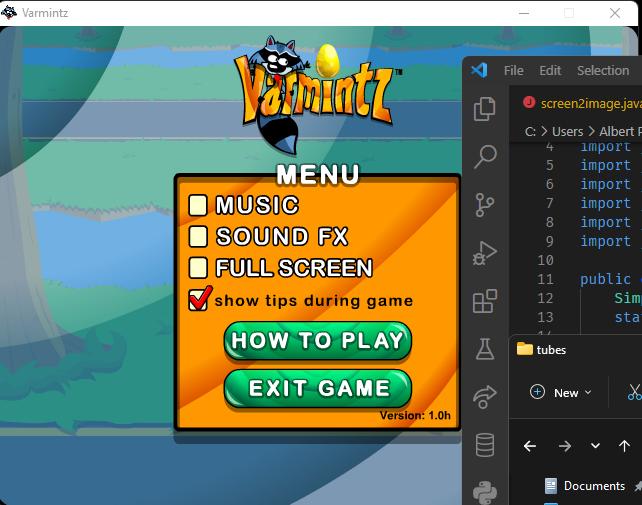 Varmintz
Varmintz™
MENU
MUSIC
SOUND FX
FULL SCREEN
show tips during game
HOW TO PLAY
EXIT GAME
Version: 1.0h
File Edit Selection
J screen2image.java
C: > Users > Albert P
4 import
5 import
6 import
7 import
8 import
9 import
10
11 public
12 Sim
13 stat
tubes
New
Documents